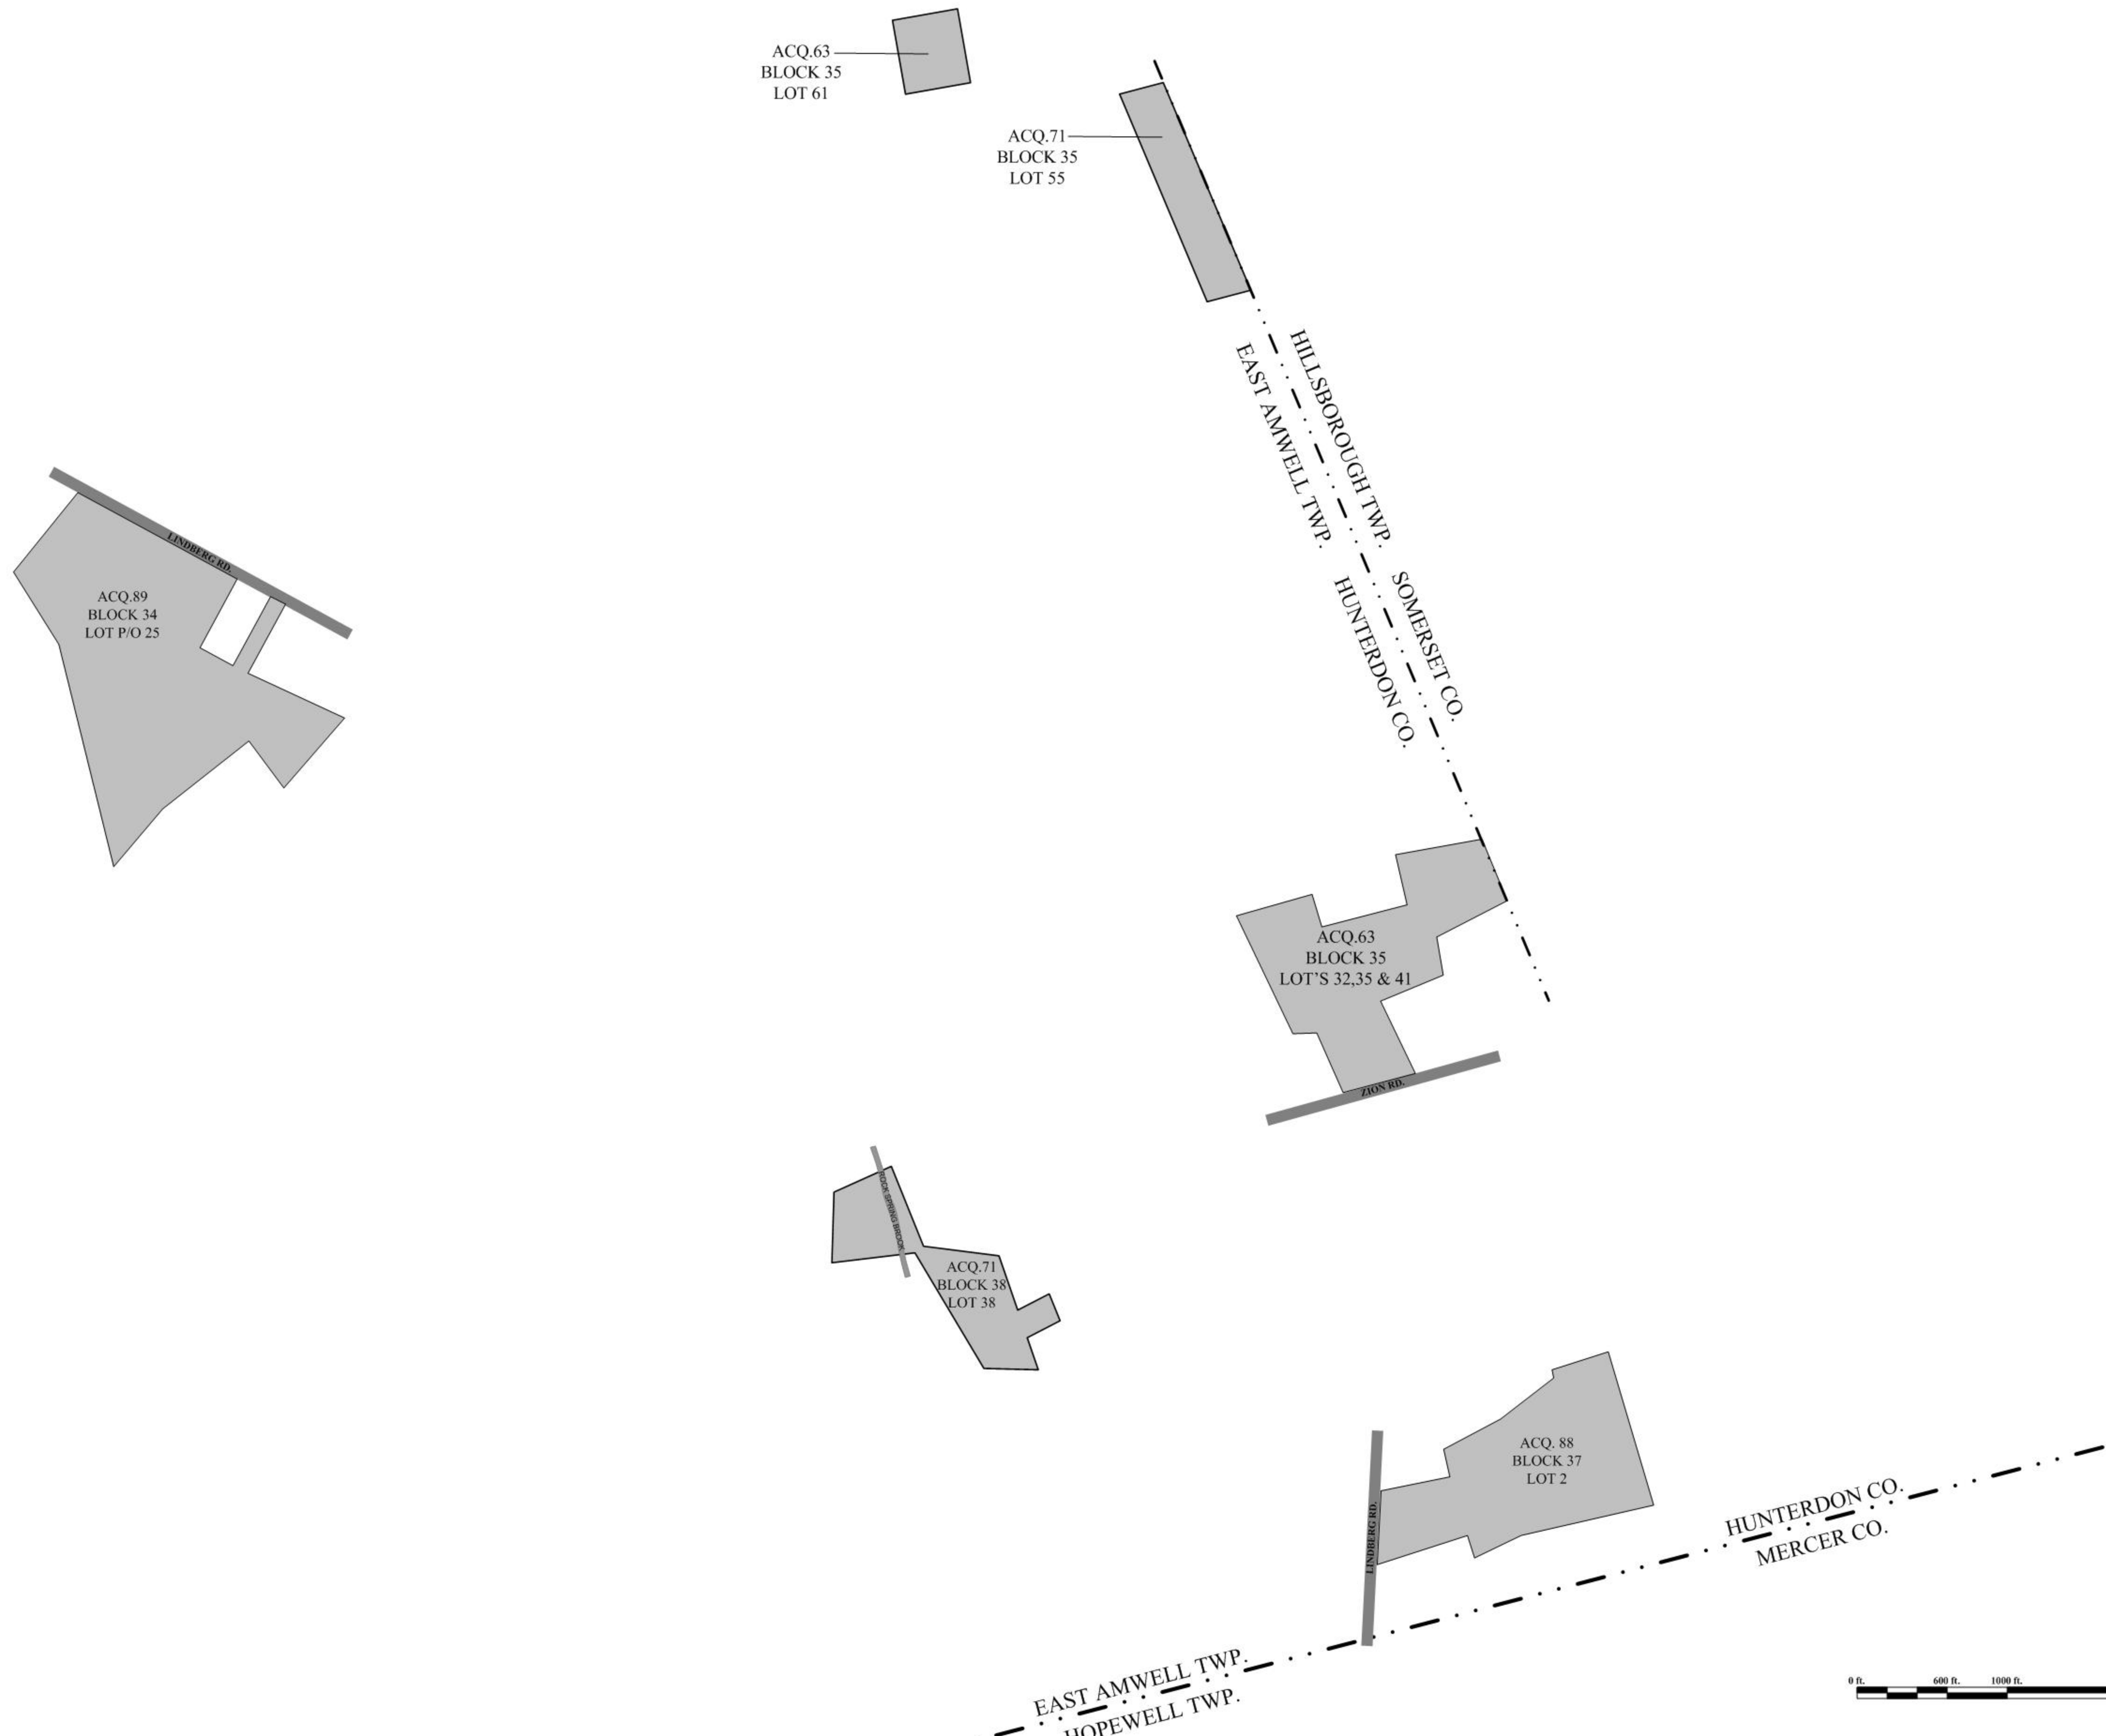 ACQ.63
BLOCK 35
LOT 61
ACQ.71
BLOCK 35
LOT 55
HILLSBOROUGH TWP. SOMERSET CO.
EAST AMWELL TWP. HUNTERDON CO.
LINDBERG RD.
ACQ.89
BLOCK 34
LOT P/O 25
ACQ.63
BLOCK 35
LOT'S 32,35 & 41
ZION RD.
ROCK SPRING BROOK
ACQ.71
BLOCK 38
LOT 38
ACQ. 88
BLOCK 37
LOT 2
LINDBERG RD.
HUNTERDON CO.
MERCER CO.
EAST AMWELL TWP.
HOPEWELL TWP.
0 ft. 600 ft. 1000 ft.